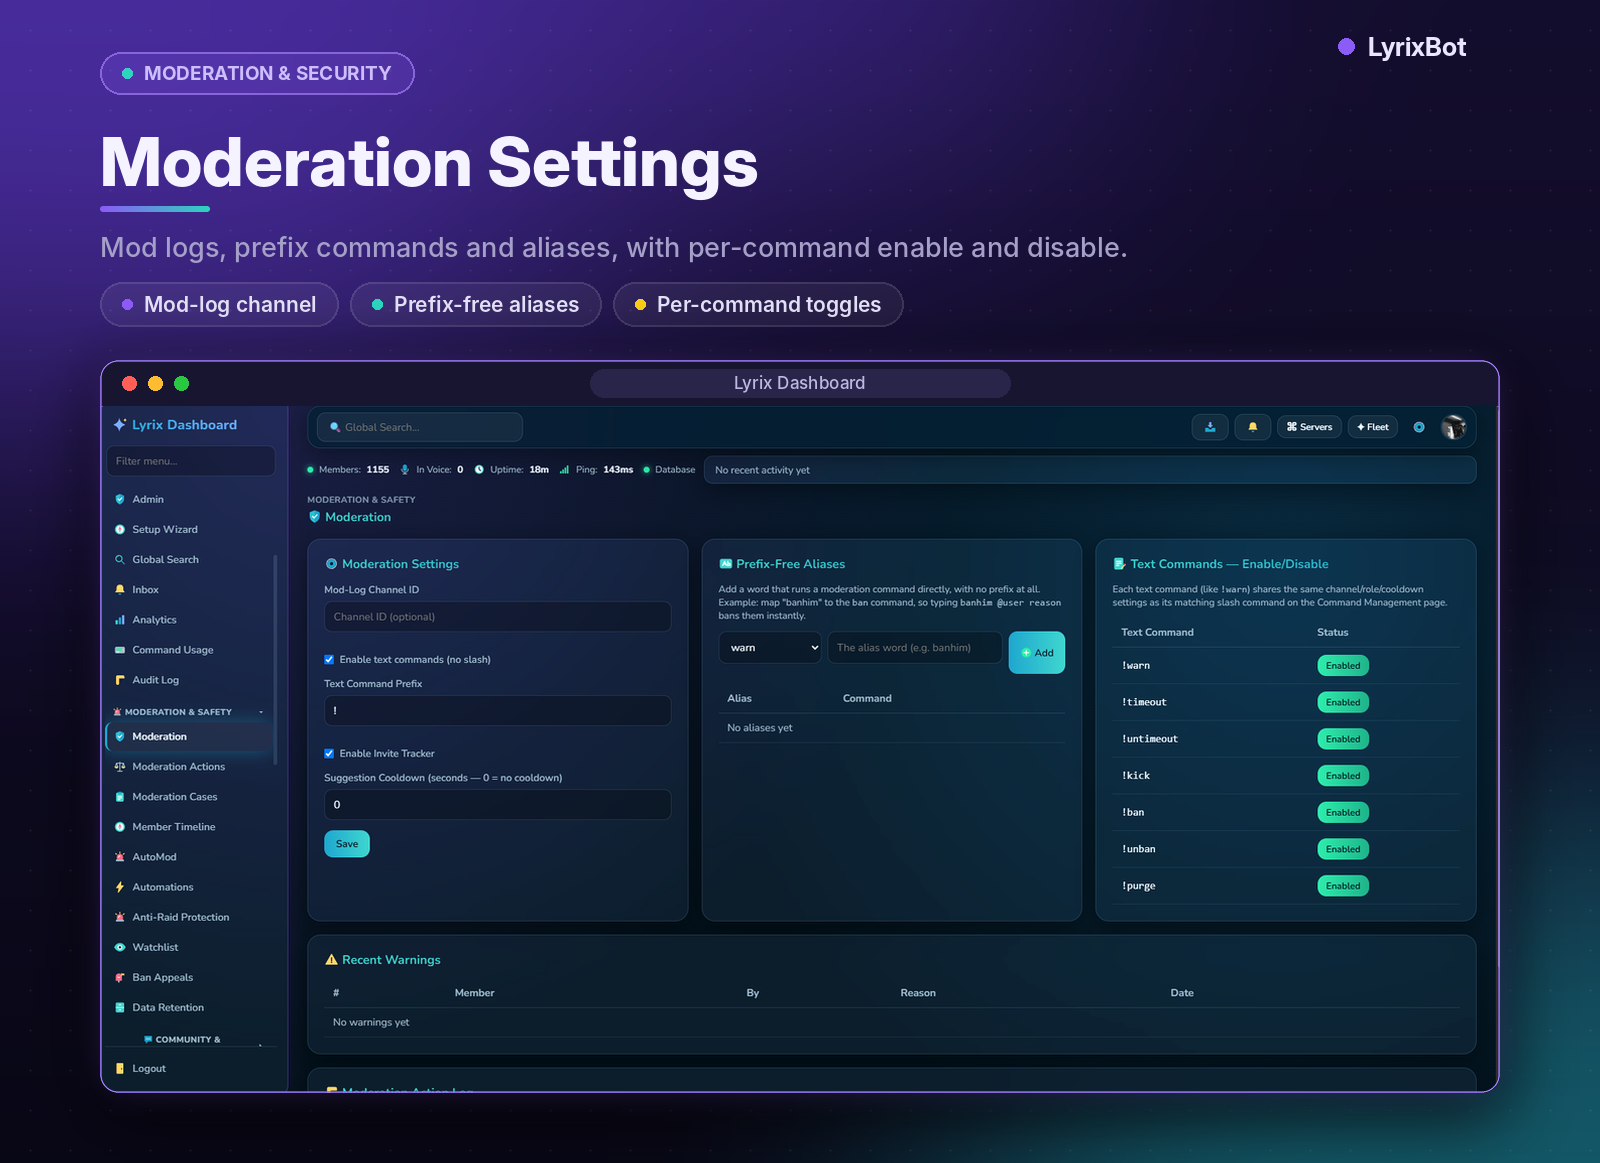 MODERATION & SECURITY
LyrixBot
Moderation Settings
Mod logs, prefix commands and aliases, with per-command enable and disable.
Mod-log channel
Prefix-free aliases
Per-command toggles
Lyrix Dashboard
Lyrix Dashboard
Filter menu...
Admin
Setup Wizard
Global Search
Inbox
Analytics
Command Usage
Audit Log
MODERATION & SAFETY
Moderation
Moderation Actions
Moderation Cases
Member Timeline
AutoMod
Automations
Anti-Raid Protection
Watchlist
Ban Appeals
Data Retention
COMMUNITY &
Logout
Global Search...
Servers
Fleet
Members: 1155 In Voice: 0 Uptime: 18m Ping: 143ms Database
No recent activity yet
MODERATION & SAFETY
Moderation
Moderation Settings
Mod-Log Channel ID
Channel ID (optional)
Enable text commands (no slash)
Text Command Prefix
!
Enable Invite Tracker
Suggestion Cooldown (seconds — 0 = no cooldown)
0
Save
Prefix-Free Aliases
Add a word that runs a moderation command directly, with no prefix at all.
Example: map "banhim" to the ban command, so typing banhim @user reason
bans them instantly.
warn
The alias word (e.g. banhim)
Add
Alias Command
No aliases yet
Text Commands — Enable/Disable
Each text command (like !warn) shares the same channel/role/cooldown
settings as its matching slash command on the Command Management page.
Text Command Status
!warn Enabled
!timeout Enabled
!untimeout Enabled
!kick Enabled
!ban Enabled
!unban Enabled
!purge Enabled
Recent Warnings
# Member By Reason Date
No warnings yet
Moderation Action Log